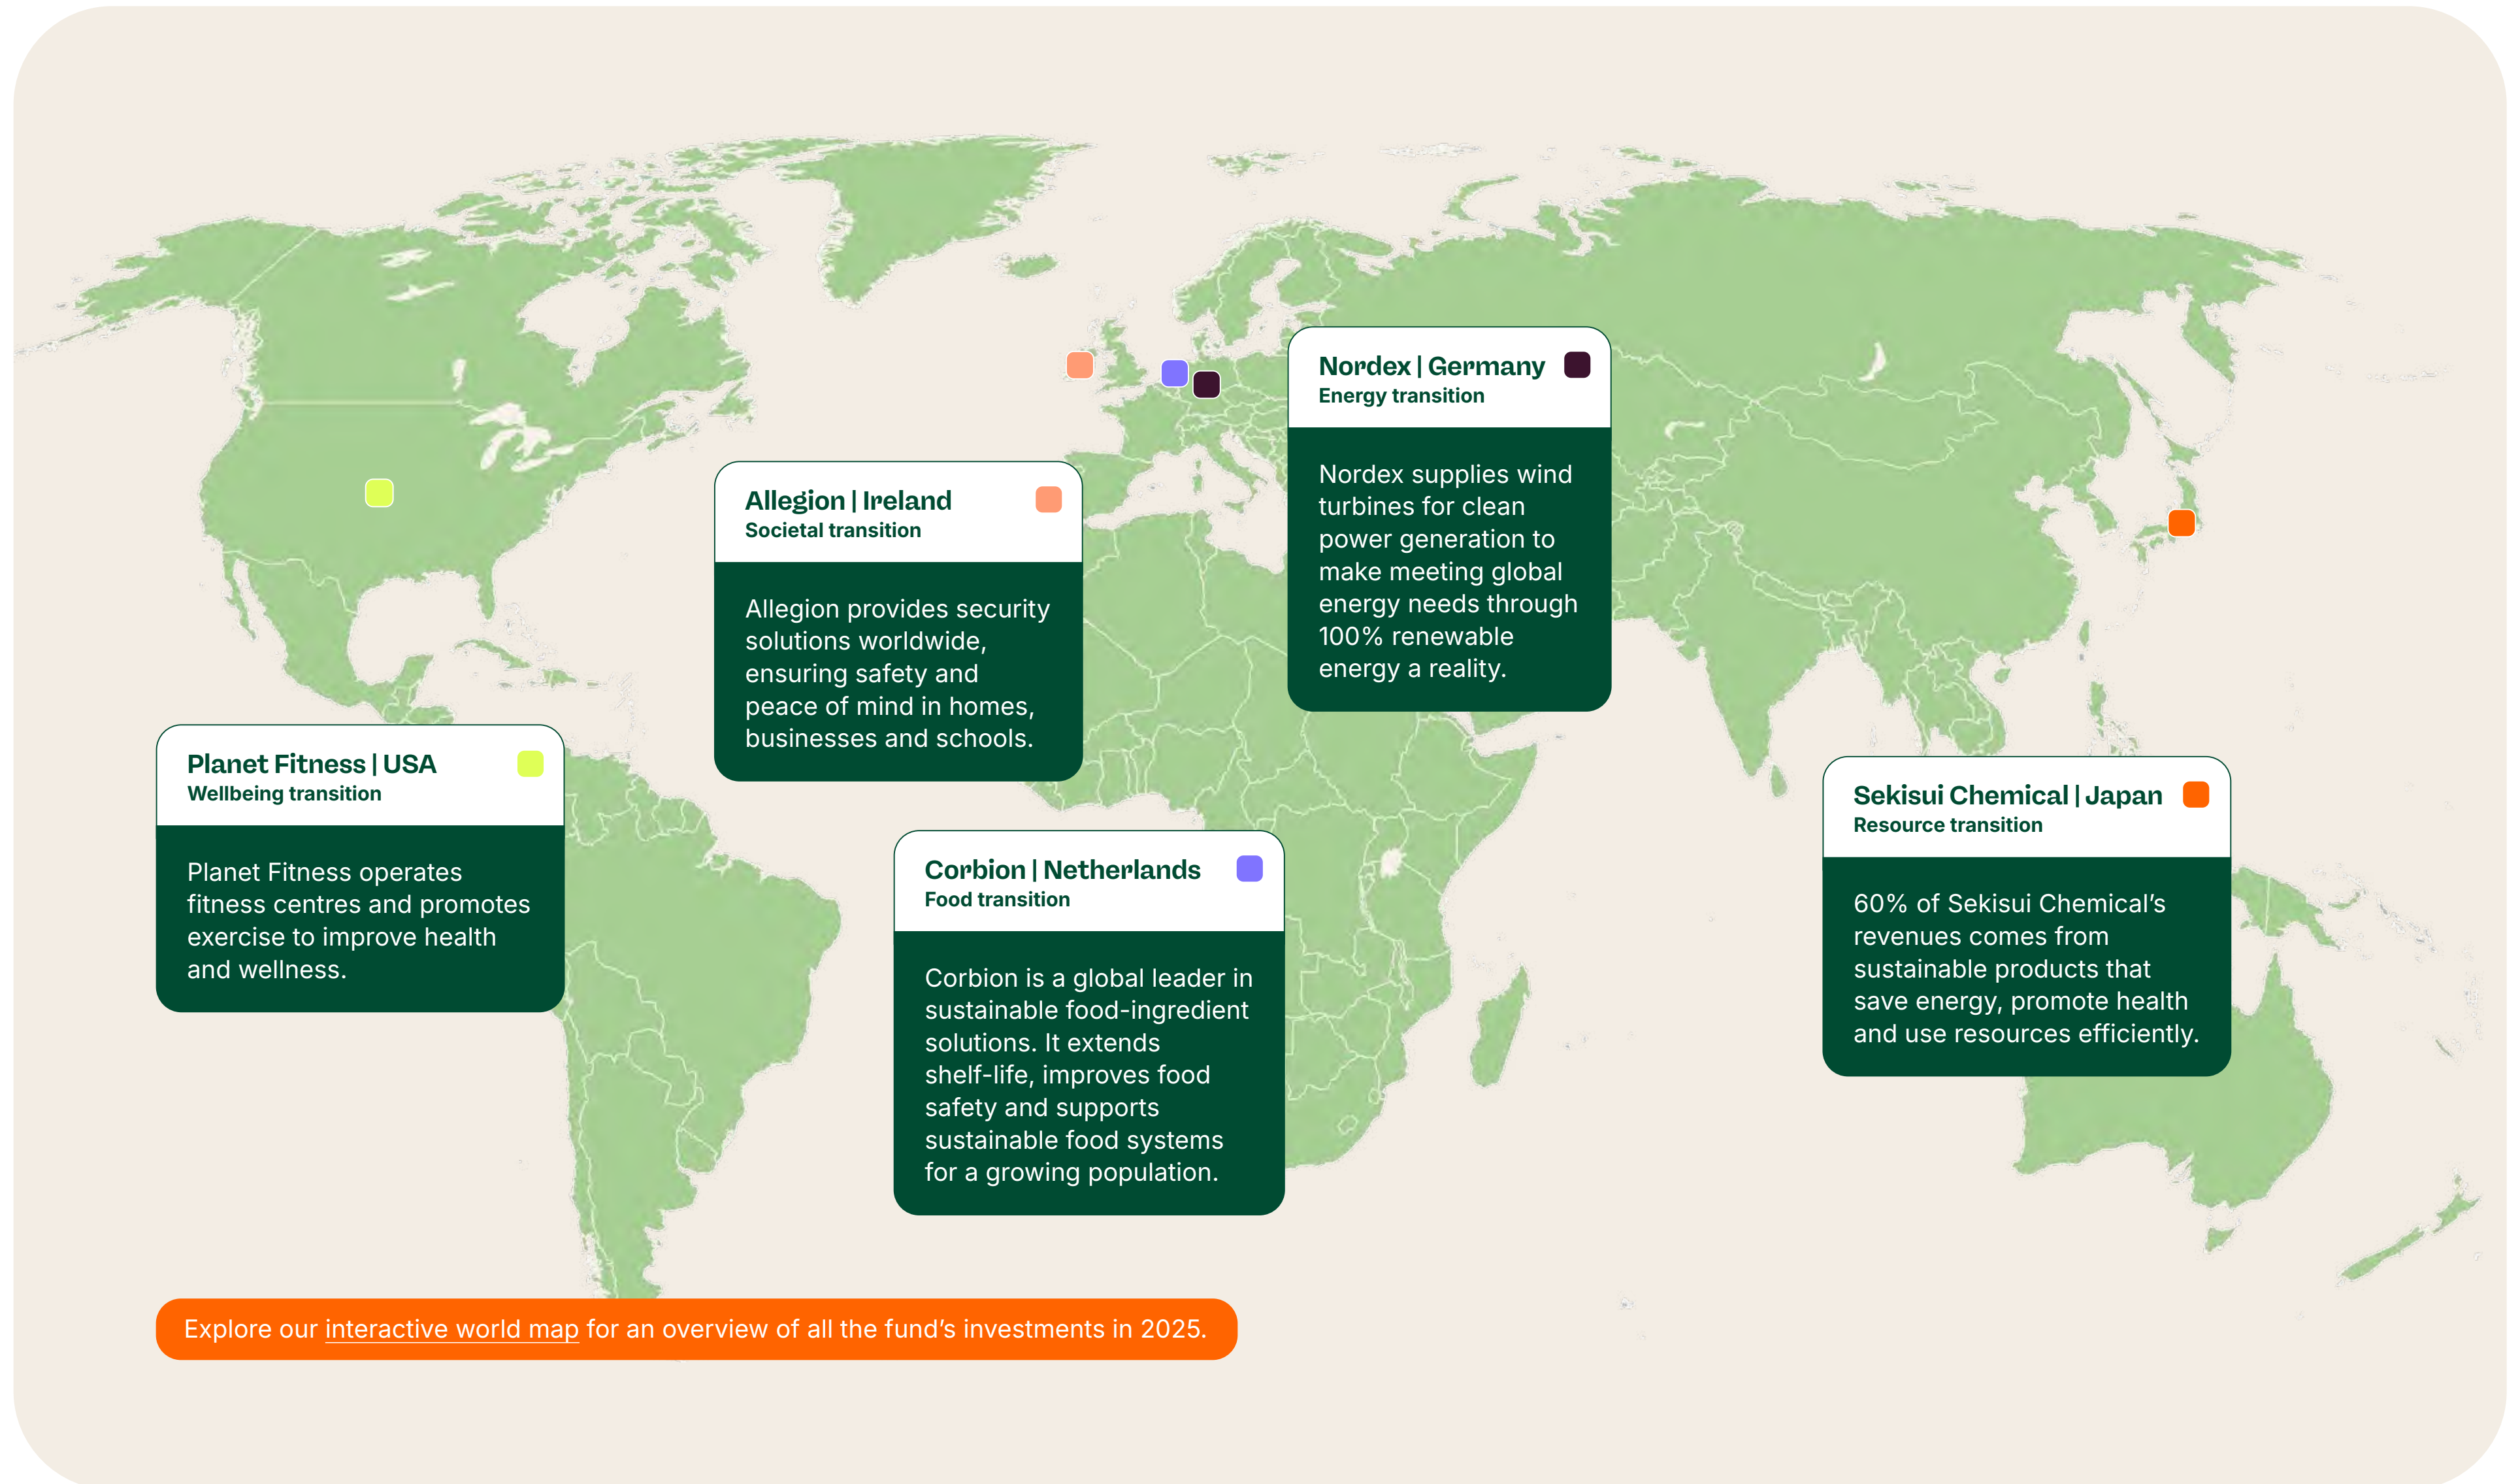 Nordex | Germany
Energy transition
Nordex supplies wind
turbines for clean
power generation to
make meeting global
energy needs through
100% renewable
energy a reality.
Allegion | Ireland
Societal transition
Allegion provides security
solutions worldwide,
ensuring safety and
peace of mind in homes,
businesses and schools.
Planet Fitness | USA
Wellbeing transition
Planet Fitness operates
fitness centres and promotes
exercise to improve health
and wellness.
Sekisui Chemical | Japan
Resource transition
60% of Sekisui Chemical’s
revenues comes from
sustainable products that
save energy, promote health
and use resources efficiently.
Corbion | Netherlands
Food transition
Corbion is a global leader in
sustainable food-ingredient
solutions. It extends
shelf-life, improves food
safety and supports
sustainable food systems
for a growing population.
Explore our interactive world map for an overview of all the fund’s investments in 2025.